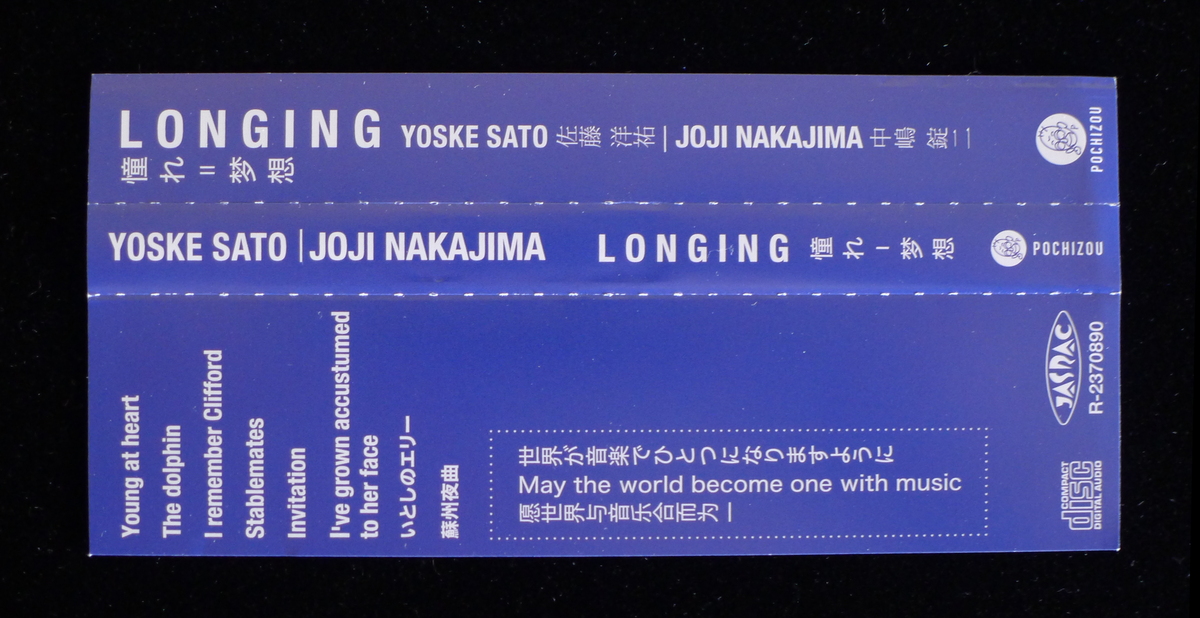 LONGING YOSKE SATO 佐藤 洋祐 | JOJI NAKAJIMA 中嶋 錠二
憧れ=梦想
POCHIZOU
YOSKE SATO | JOJI NAKAJIMA LONGING 憧れ-梦想 POCHIZOU
Young at heart
The dolphin
I remember Clifford
Stablemates
Invitation
I've grown accustumed
to her face
いとしのエリー
蘇州夜曲
世界が音楽でひとつになりますように
May the world become one with music
愿世界与音乐合而为一
JASRAC
R-2370890
COMPACT
disc
DIGITAL AUDIO